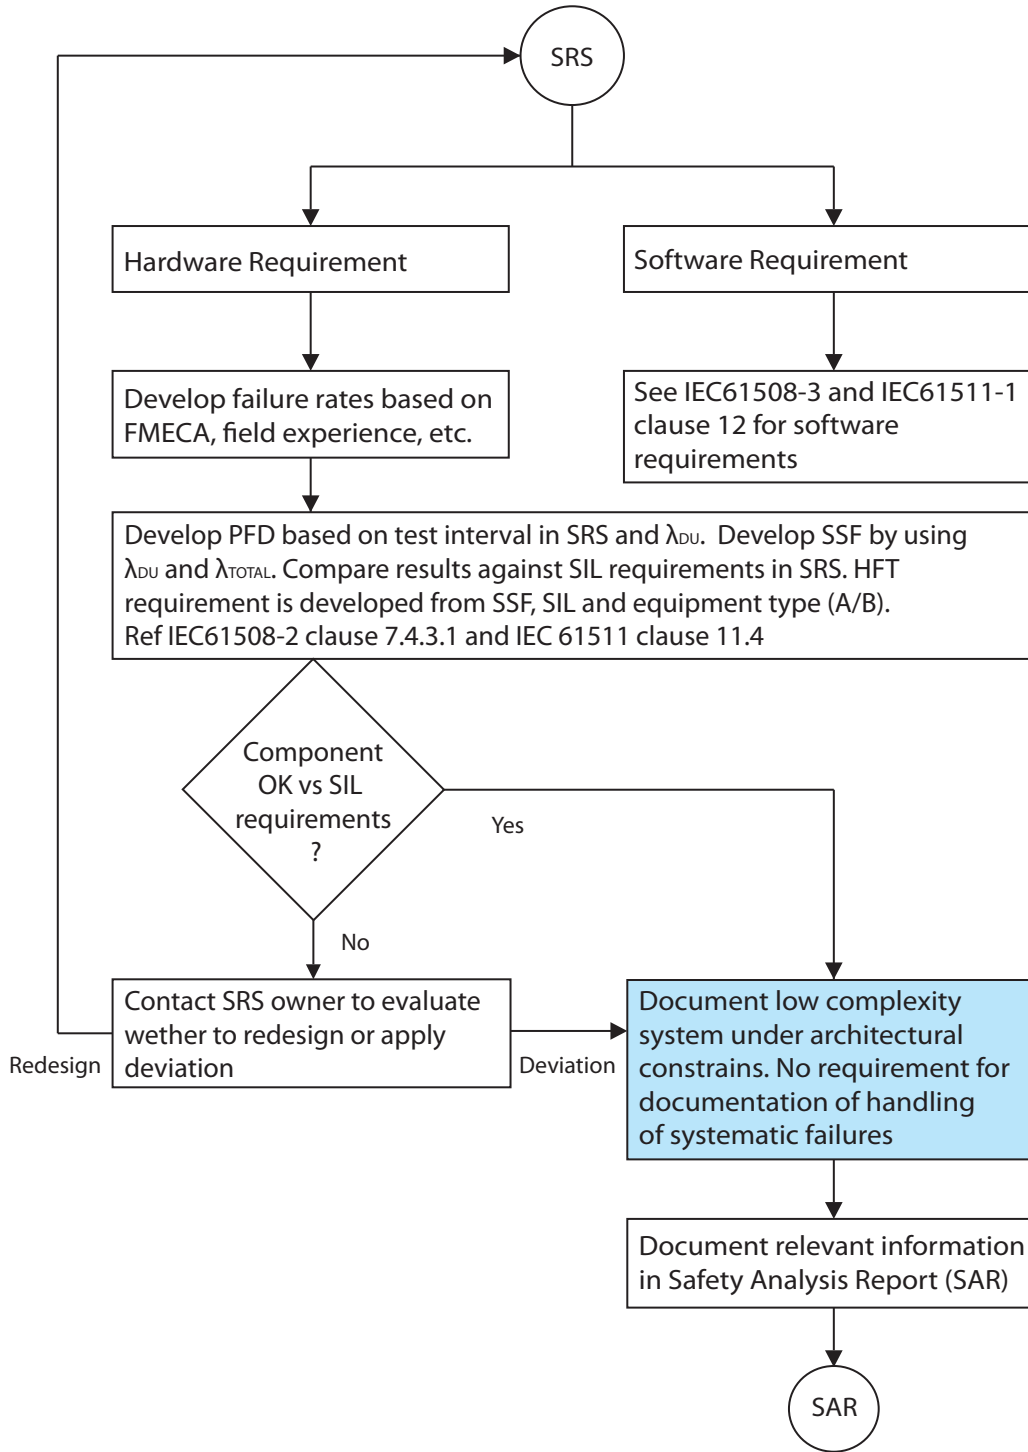 SRS
Hardware Requirement
Software Requirement
Develop failure rates based on
FMECA, field experience, etc.
See IEC61508-3 and IEC61511-1
clause 12 for software
requirements
Develop PFD based on test interval in SRS and λDU. Develop SSF by using
λDU and λTOTAL. Compare results against SIL requirements in SRS. HFT
requirement is developed from SSF, SIL and equipment type (A/B).
Ref IEC61508-2 clause 7.4.3.1 and IEC 61511 clause 11.4
Component
OK vs SIL
requirements
?
Yes
No
Contact SRS owner to evaluate
wether to redesign or apply
deviation
Redesign
Deviation
Document low complexity
system under architectural
constrains. No requirement for
documentation of handling
of systematic failures
Document relevant information
in Safety Analysis Report (SAR)
SAR